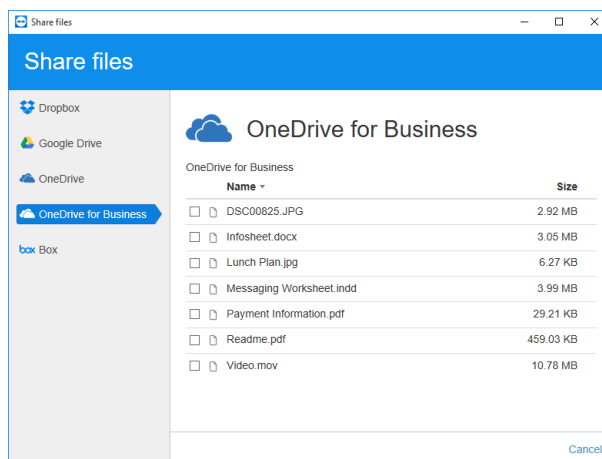 Share files
Share files
Dropbox
Google Drive
OneDrive
OneDrive for Business
box Box
OneDrive for Business
OneDrive for Business
Name Size
DSC00825.JPG 2.92 MB
Infosheet.docx 3.05 MB
Lunch Plan.jpg 6.27 KB
Messaging Worksheet.indd 3.99 MB
Payment Information.pdf 29.21 KB
Readme.pdf 459.03 KB
Video.mov 10.78 MB
Cancel